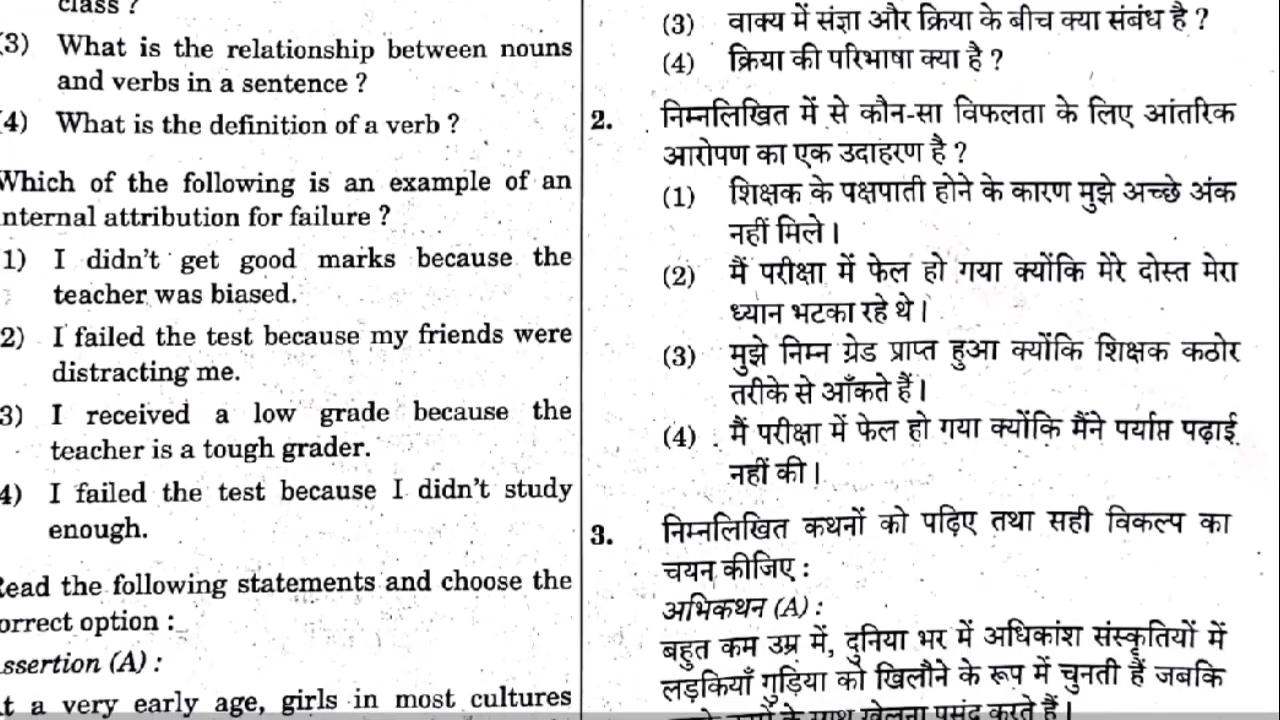 class ?
(3) What is the relationship between nouns
and verbs in a sentence ?
(4) What is the definition of a verb ?
Which of the following is an example of an
internal attribution for failure ?
1) I didn't get good marks because the
teacher was biased.
2) I failed the test because my friends were
distracting me.
3) I received a low grade because the
teacher is a tough grader.
4) I failed the test because I didn't study
enough.
Read the following statements and choose the
correct option :
Assertion (A) :
At a very early age, girls in most cultures
(3) वाक्य में संज्ञा और क्रिया के बीच क्या संबंध है ?
(4) क्रिया की परिभाषा क्या है ?
2. निम्नलिखित में से कौन-सा विफलता के लिए आंतरिक
आरोपण का एक उदाहरण है ?
(1) शिक्षक के पक्षपाती होने के कारण मुझे अच्छे अंक
नहीं मिले।
(2) मैं परीक्षा में फेल हो गया क्योंकि मेरे दोस्त मेरा
ध्यान भटका रहे थे।
(3) मुझे निम्न ग्रेड प्राप्त हुआ क्योंकि शिक्षक कठोर
तरीके से आँकते हैं।
(4) मैं परीक्षा में फेल हो गया क्योंकि मैंने पर्याप्त पढ़ाई
नहीं की।
3. निम्नलिखित कथनों को पढ़िए तथा सही विकल्प का
चयन कीजिए :
अभिकथन (A) :
बहुत कम उम्र में, दुनिया भर में अधिकांश संस्कृतियों में
लड़कियाँ गुड़िया को खिलौने के रूप में चुनती हैं जबकि
खेलना पसंद करते हैं।